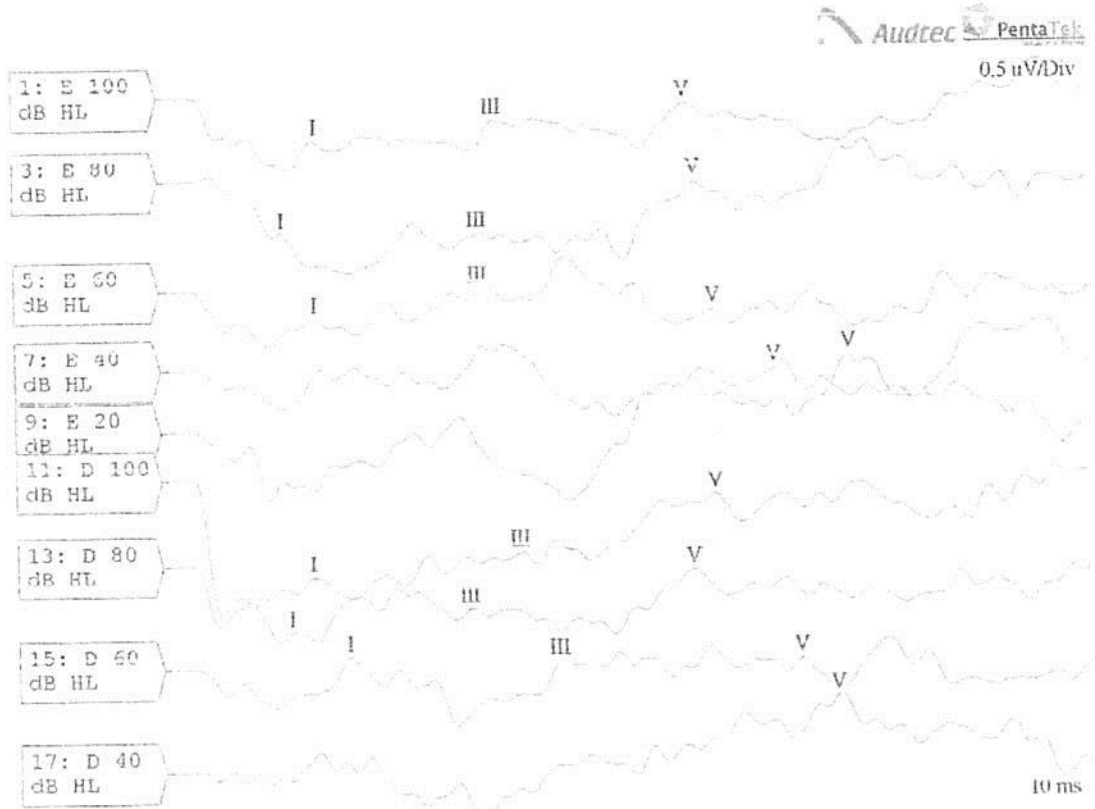 Audtec PentaTek
0.5 uV/Div
1: E 100
dB HL
I III V
3: E 80
dB HL
I III V
5: E 60
dB HL
I III V
7: E 40
dB HL
V V
9: E 20
dB HL
11: D 100
dB HL
I III V
13: D 80
dB HL
I III V
15: D 60
dB HL
I III V
V
17: D 40
dB HL
10 ms